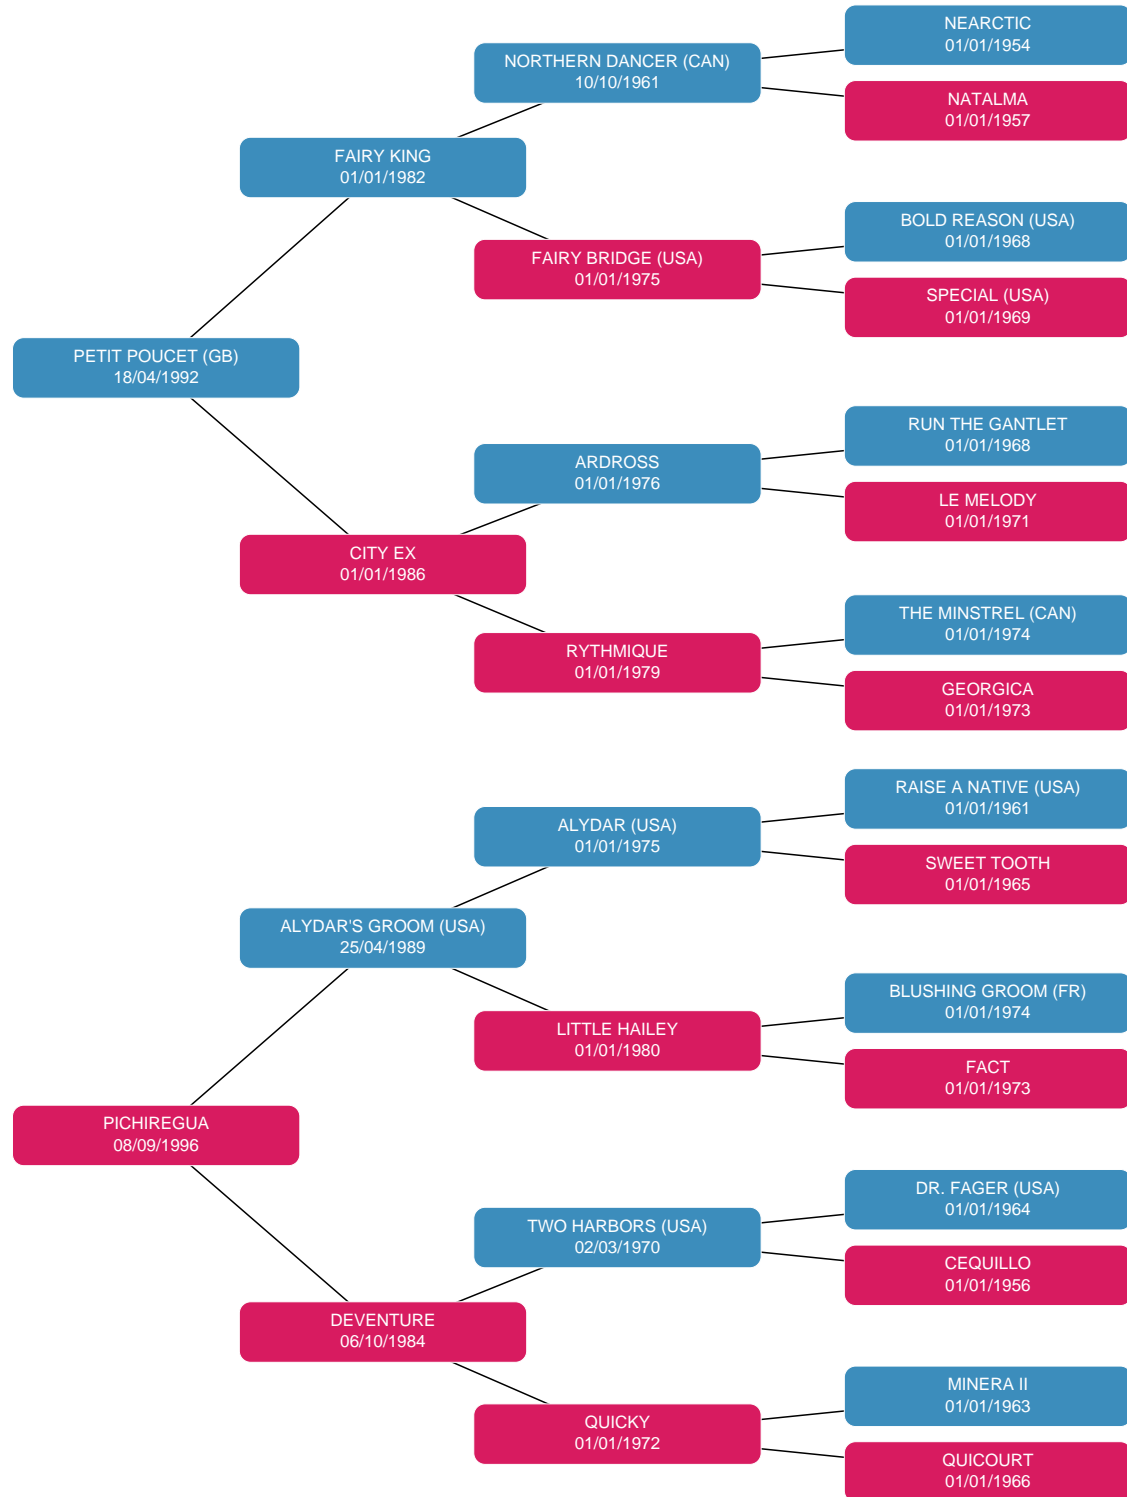 NEARCTIC
01/01/1954
NORTHERN DANCER (CAN)
10/10/1961
NATALMA
01/01/1957
FAIRY KING
01/01/1982
BOLD REASON (USA)
01/01/1968
FAIRY BRIDGE (USA)
01/01/1975
SPECIAL (USA)
01/01/1969
PETIT POUCET (GB)
18/04/1992
RUN THE GANTLET
01/01/1968
ARDROSS
01/01/1976
LE MELODY
01/01/1971
CITY EX
01/01/1986
THE MINSTREL (CAN)
01/01/1974
RYTHMIQUE
01/01/1979
GEORGICA
01/01/1973
RAISE A NATIVE (USA)
01/01/1961
ALYDAR (USA)
01/01/1975
SWEET TOOTH
01/01/1965
ALYDAR'S GROOM (USA)
25/04/1989
BLUSHING GROOM (FR)
01/01/1974
LITTLE HAILEY
01/01/1980
FACT
01/01/1973
PICHIREGUA
08/09/1996
DR. FAGER (USA)
01/01/1964
TWO HARBORS (USA)
02/03/1970
CEQUILLO
01/01/1956
DEVENTURE
06/10/1984
MINERA II
01/01/1963
QUICKY
01/01/1972
QUICOURT
01/01/1966